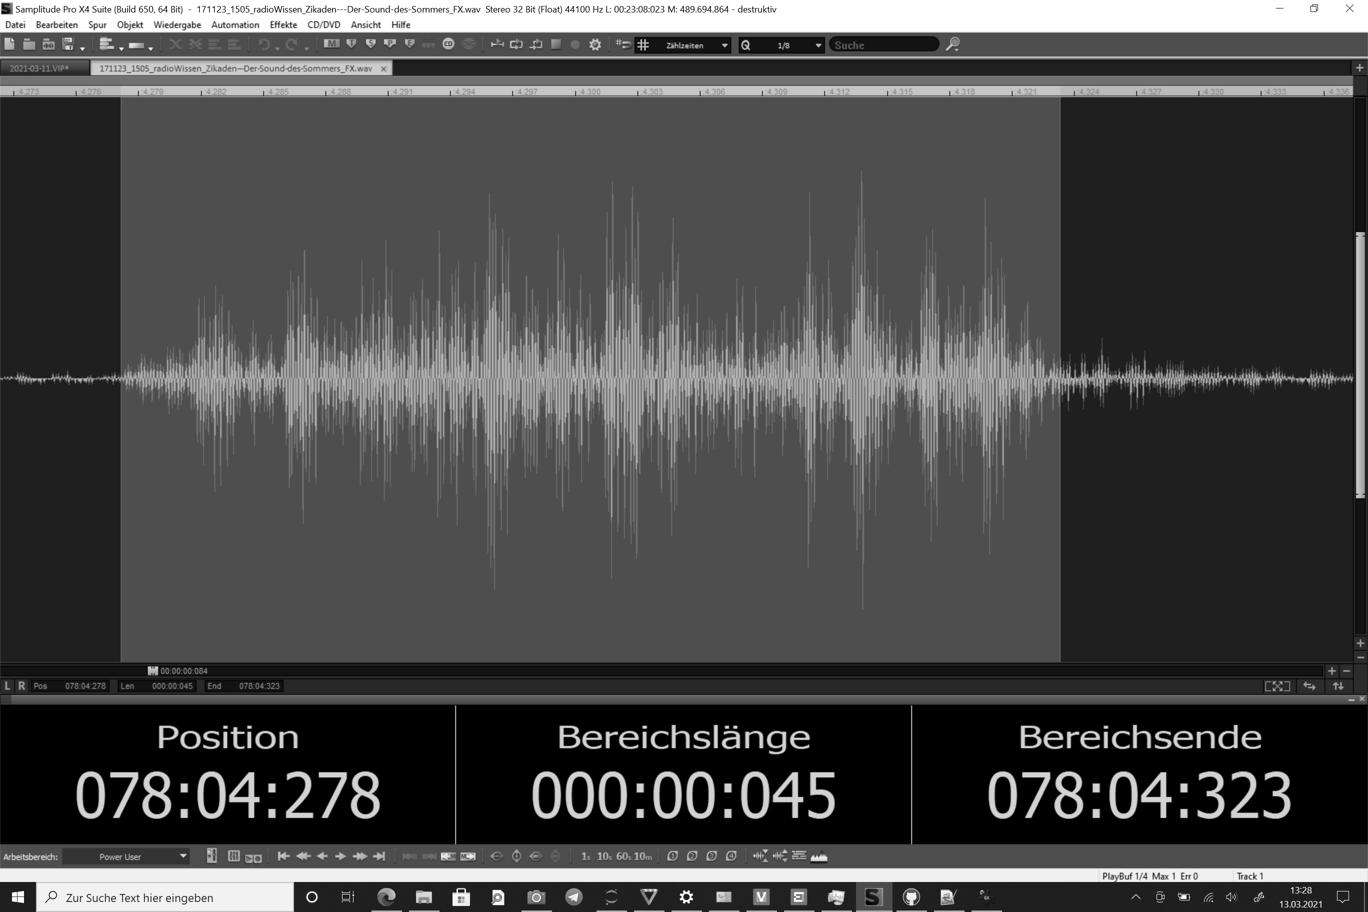 Samplitude Pro X4 Suite (Build 650, 64 Bit) - 171123_1505_radioWissen_Zikaden---Der-Sound-des-Sommers_FX.wav Stereo 32 Bit (Float) 44100 Hz L: 00:23:08:023 M: 489.694.864 - destruktiv
Datei Bearbeiten Spur Objekt Wiedergabe Automation Effekte CD/DVD Ansicht Hilfe
Zählzeiten Q 1/8 Suche
2021-03-11.VIP* 171123_1505_radioWissen_Zikaden---Der-Sound-des-Sommers_FX.wav
4.273 4.276 4.279 4.282 4.285 4.288 4.291 4.294 4.297 4.300 4.303 4.306 4.309 4.312 4.315 4.318 4.321 4.324 4.327 4.330 4.333 4.336
00:00:00:084
L R Pos 078:04:278 Len 000:00:045 End 078:04:323
Position Bereichslänge Bereichsende
078:04:278 000:00:045 078:04:323
Arbeitsbereich: Power User 1s 10s 60s 10m
PlayBuf 1/4 Max 1 Err 0 Track 1
Zur Suche Text hier eingeben
13:28
13.03.2021